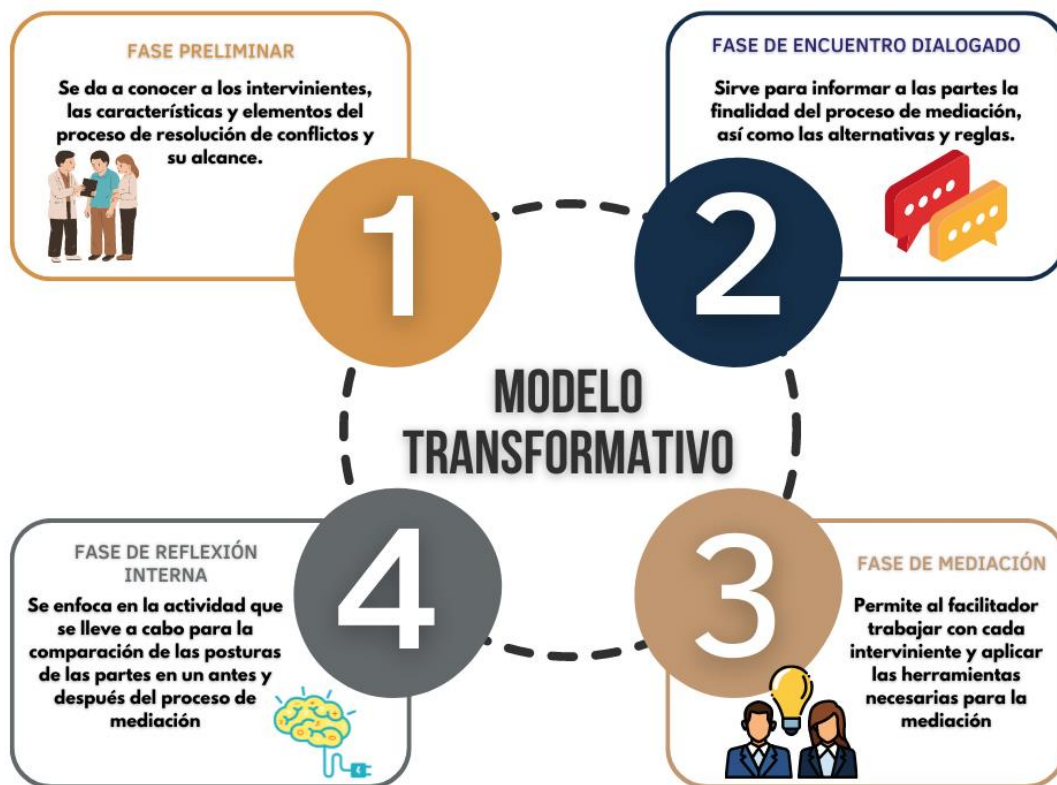 1
FASE PRELIMINAR
Se da a conocer a los intervinientes,
las características y elementos del
proceso de resolución de conflictos y
su alcance.
2
FASE DE ENCUENTRO DIALOGADO
Sirve para informar a las partes la
finalidad del proceso de mediación,
así como las alternativas y reglas.
MODELO
TRANSFORMATIVO
3
FASE DE MEDIACIÓN
Permite al facilitador
trabajar con cada
interviniente y aplicar
las herramientas
necesarias para la
mediación
4
FASE DE REFLEXIÓN
INTERNA
Se enfoca en la actividad que
se lleve a cabo para la
comparación de las posturas
de las partes en un antes y
después del proceso de
mediación